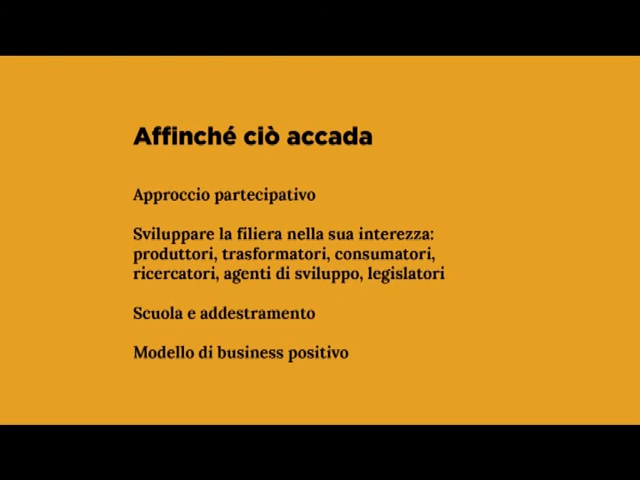 Affinché ciò accada
Approccio partecipativo
Sviluppare la filiera nella sua interezza:
produttori, trasformatori, consumatori,
ricercatori, agenti di sviluppo, legislatori
Scuola e addestramento
Modello di business positivo